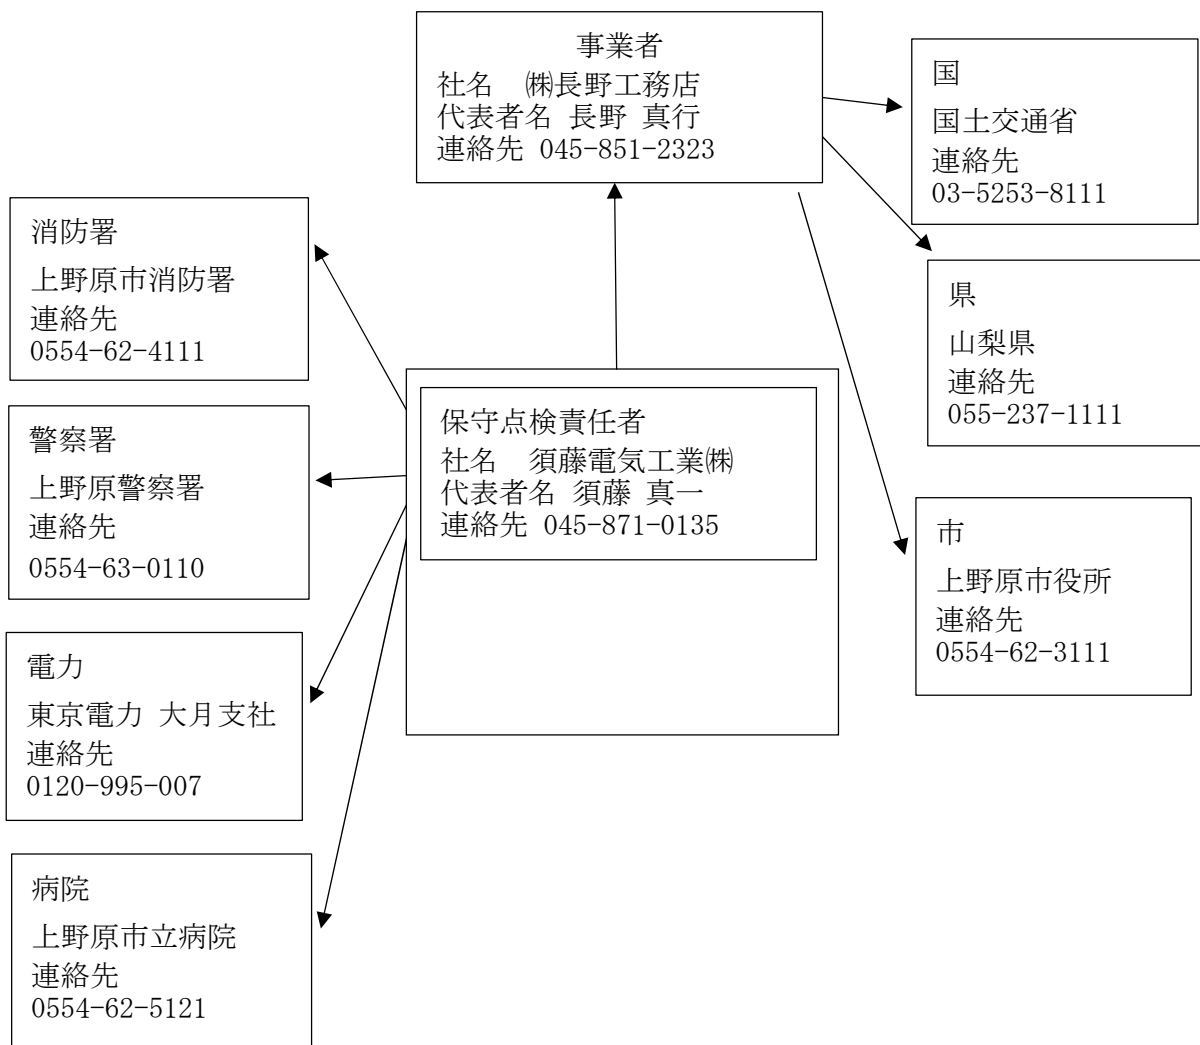 事業者
社名　㈱長野工務店
代表者名 長野 真行
連絡先 045-851-2323
国
国土交通省
連絡先
03-5253-8111
消防署
上野原市消防署
連絡先
0554-62-4111
県
山梨県
連絡先
055-237-1111
保守点検責任者
社名　須藤電気工業㈱
代表者名 須藤 真一
連絡先 045-871-0135
警察署
上野原警察署
連絡先
0554-63-0110
市
上野原市役所
連絡先
0554-62-3111
電力
東京電力 大月支社
連絡先
0120-995-007
病院
上野原市立病院
連絡先
0554-62-5121